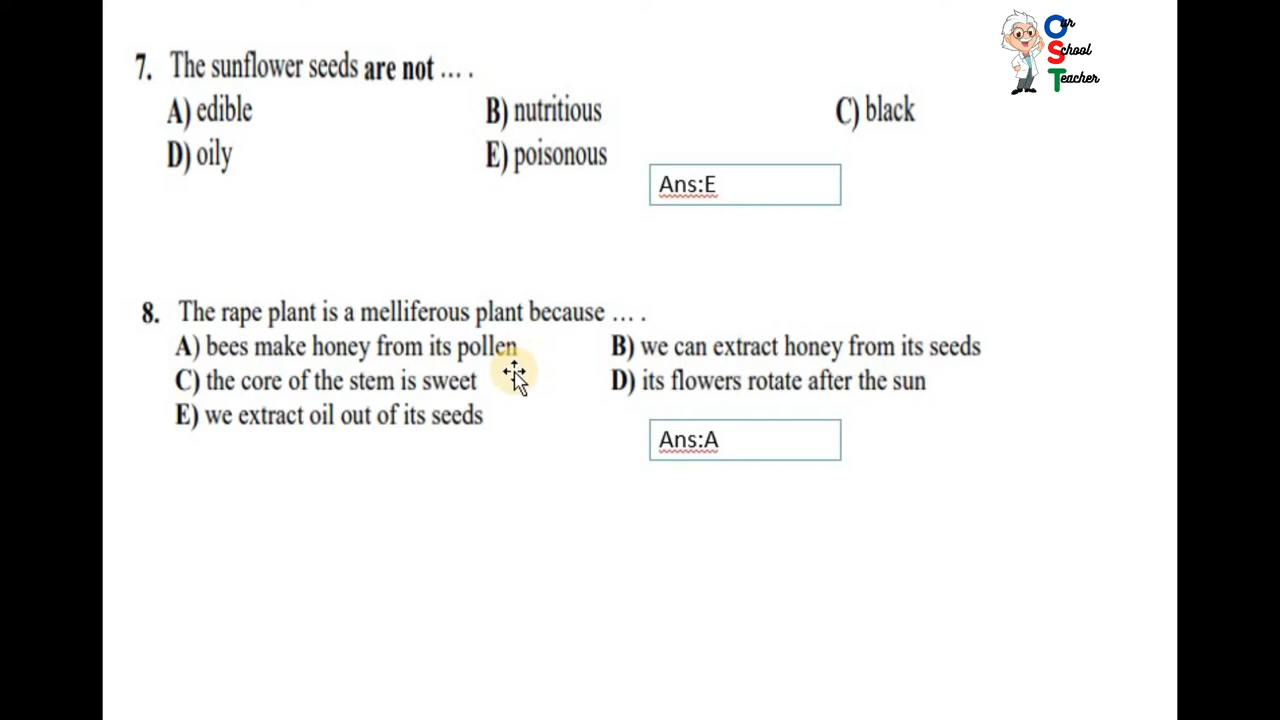 Our
School
Teacher
7. The sunflower seeds are not ... .
A) edible B) nutritious C) black
D) oily E) poisonous
Ans:E
8. The rape plant is a melliferous plant because ... .
A) bees make honey from its pollen B) we can extract honey from its seeds
C) the core of the stem is sweet D) its flowers rotate after the sun
E) we extract oil out of its seeds
Ans:A